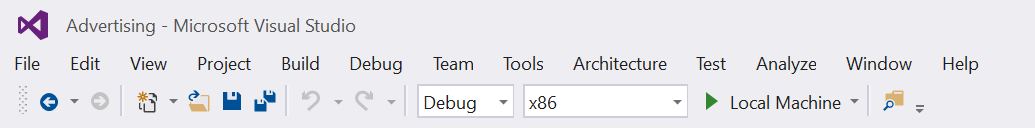 Advertising - Microsoft Visual Studio
File Edit View Project Build Debug Team Tools Architecture Test Analyze Window Help
Debug x86 Local Machine